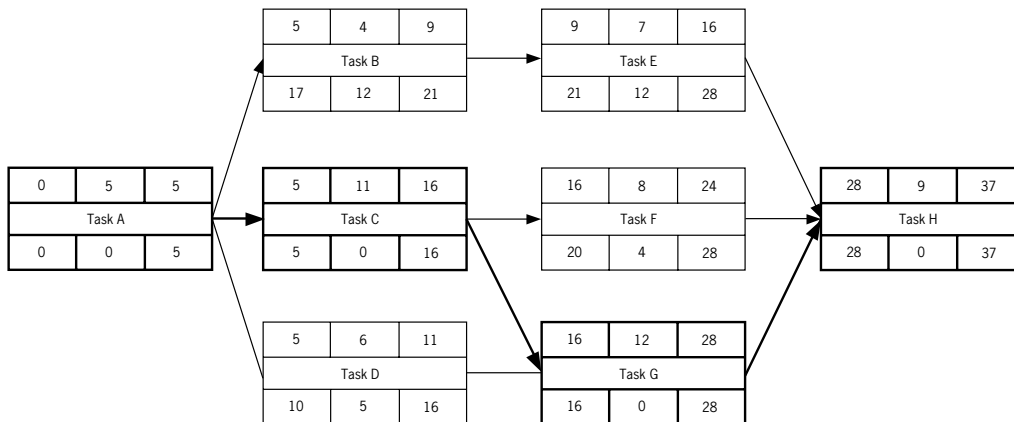 5 4 9
Task B
17 12 21
9 7 16
Task E
21 12 28
0 5 5
Task A
0 0 5
5 11 16
Task C
5 0 16
16 8 24
Task F
20 4 28
28 9 37
Task H
28 0 37
5 6 11
Task D
10 5 16
16 12 28
Task G
16 0 28